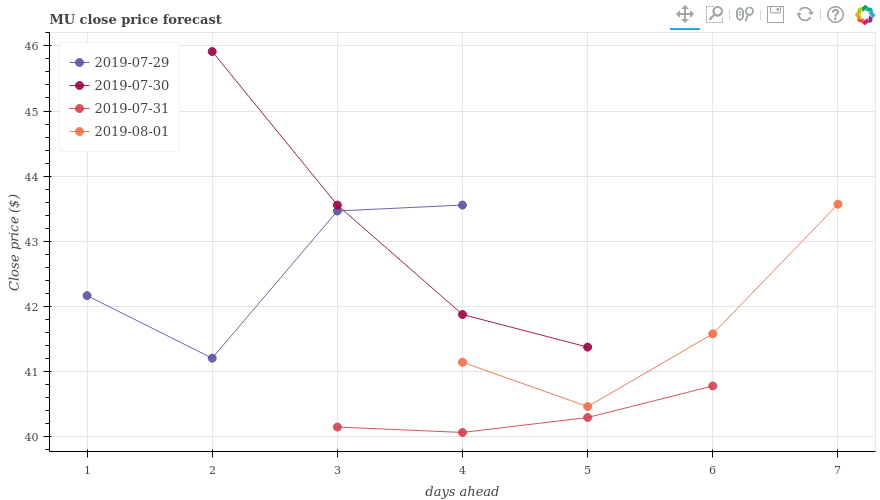 MU close price forecast
46
45
44
43
42
41
40
Close price ($)
2019-07-29
2019-07-30
2019-07-31
2019-08-01
1 2 3 4 5 6 7
days ahead